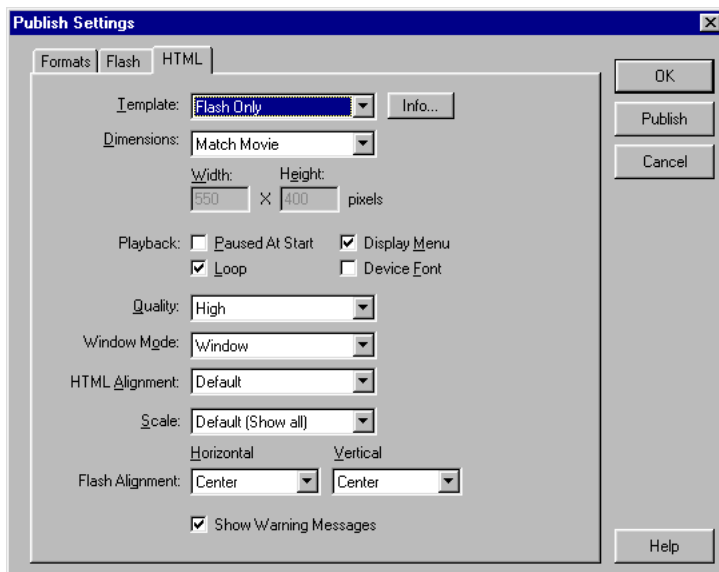 Publish Settings
Formats Flash HTML
OK
Publish
Cancel
Template: Flash Only Info...
Dimensions: Match Movie
Width: Height:
550 X 400 pixels
Playback: Paused At Start Display Menu
Loop Device Font
Quality: High
Window Mode: Window
HTML Alignment: Default
Scale: Default (Show all)
Horizontal Vertical
Flash Alignment: Center Center
Show Warning Messages
Help